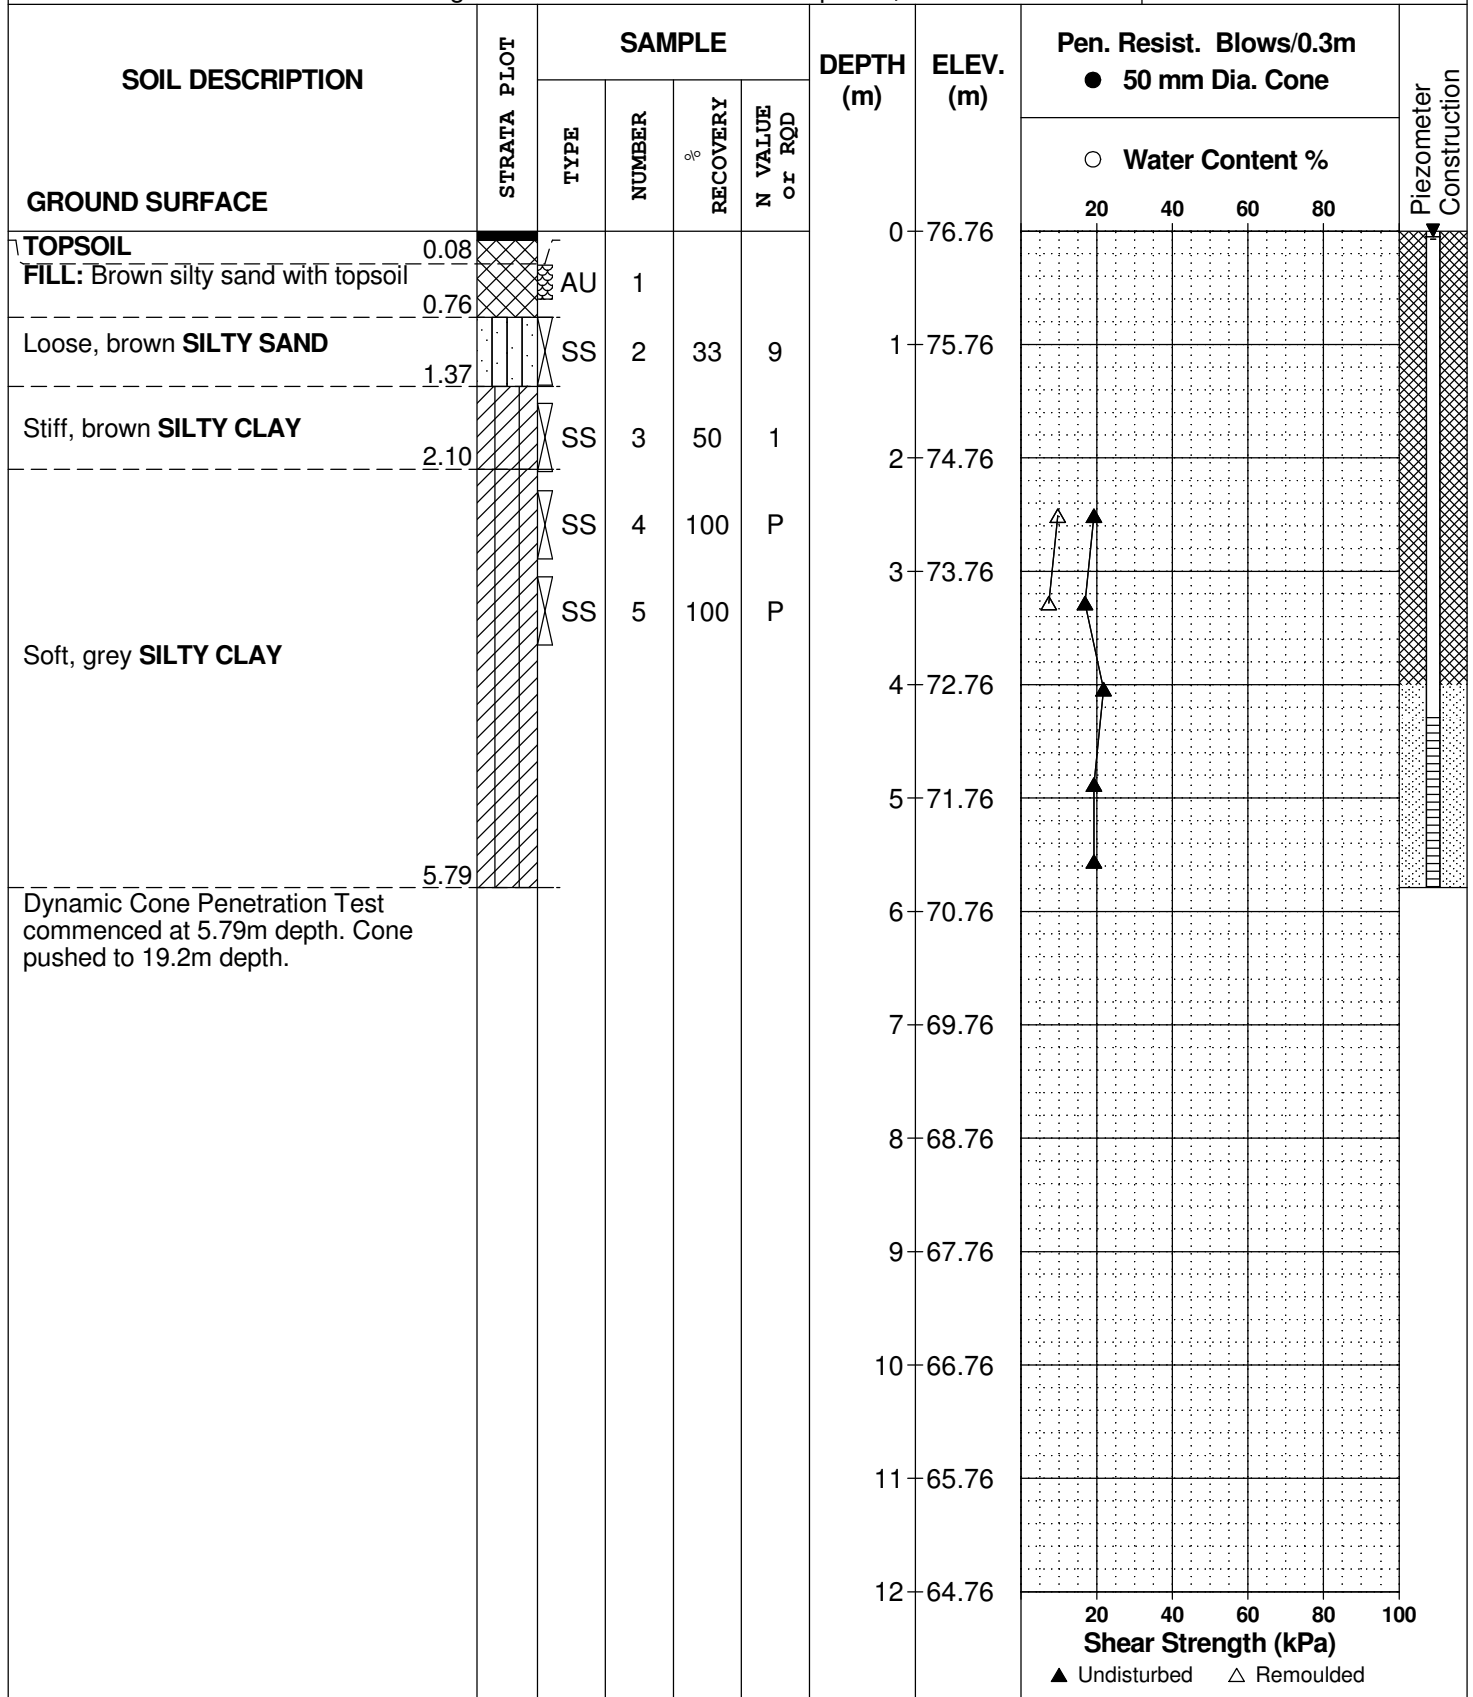 SOIL DESCRIPTION
GROUND SURFACE
STRATA PLOT
SAMPLE
TYPE
NUMBER
%
RECOVERY
N VALUE
or RQD
DEPTH
(m)
ELEV.
(m)
Pen. Resist. Blows/0.3m
● 50 mm Dia. Cone
○ Water Content %
20 40 60 80
Piezometer
Construction
TOPSOIL 0.08
FILL: Brown silty sand with topsoil
0.76
AU 1
Loose, brown SILTY SAND
1.37
SS 2 33 9
Stiff, brown SILTY CLAY
2.10
SS 3 50 1
SS 4 100 P
SS 5 100 P
Soft, grey SILTY CLAY
5.79
Dynamic Cone Penetration Test
commenced at 5.79m depth. Cone
pushed to 19.2m depth.
0 76.76
1 75.76
2 74.76
3 73.76
4 72.76
5 71.76
6 70.76
7 69.76
8 68.76
9 67.76
10 66.76
11 65.76
12 64.76
20 40 60 80 100
Shear Strength (kPa)
▲ Undisturbed △ Remoulded